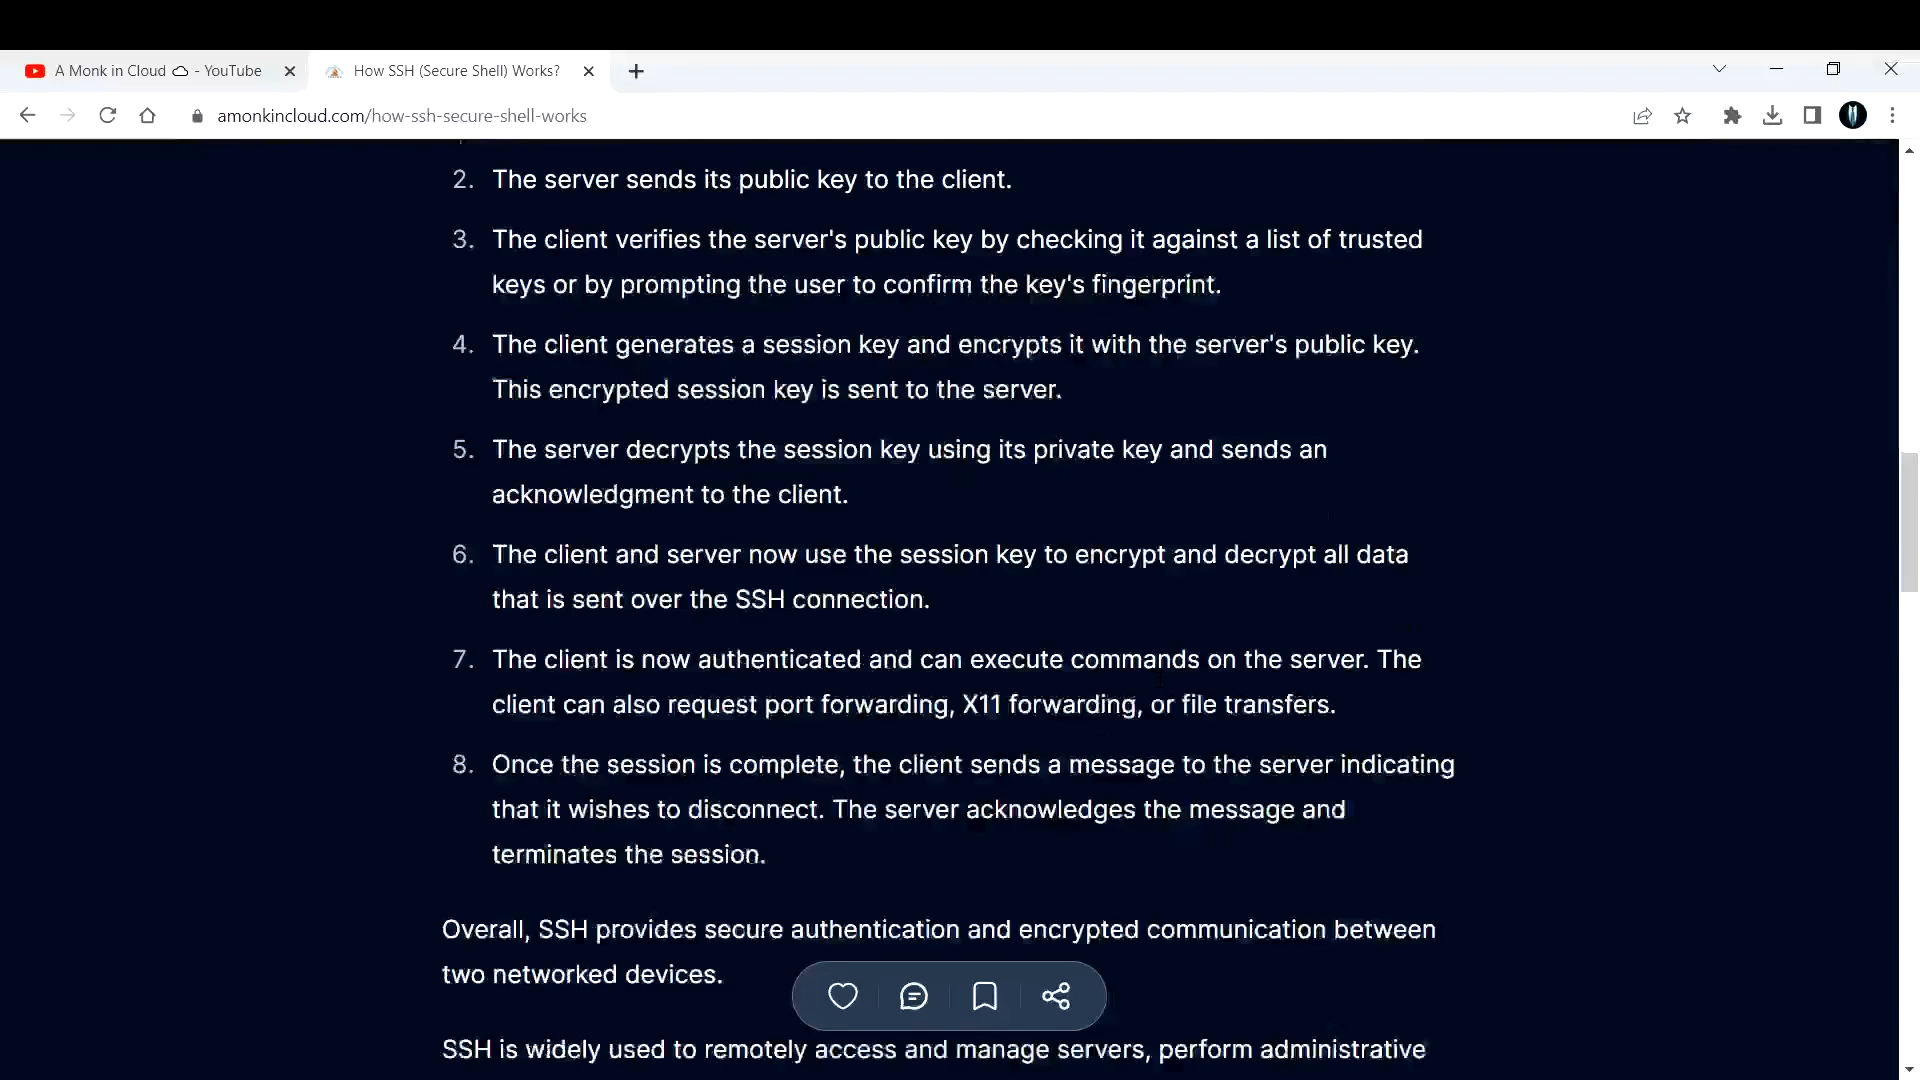 A Monk in Cloud - YouTube
How SSH (Secure Shell) Works?
amonkincloud.com/how-ssh-secure-shell-works
2. The server sends its public key to the client.
3. The client verifies the server's public key by checking it against a list of trusted
keys or by prompting the user to confirm the key's fingerprint.
4. The client generates a session key and encrypts it with the server's public key.
This encrypted session key is sent to the server.
5. The server decrypts the session key using its private key and sends an
acknowledgment to the client.
6. The client and server now use the session key to encrypt and decrypt all data
that is sent over the SSH connection.
7. The client is now authenticated and can execute commands on the server. The
client can also request port forwarding, X11 forwarding, or file transfers.
8. Once the session is complete, the client sends a message to the server indicating
that it wishes to disconnect. The server acknowledges the message and
terminates the session.
Overall, SSH provides secure authentication and encrypted communication between
two networked devices.
SSH is widely used to remotely access and manage servers, perform administrative